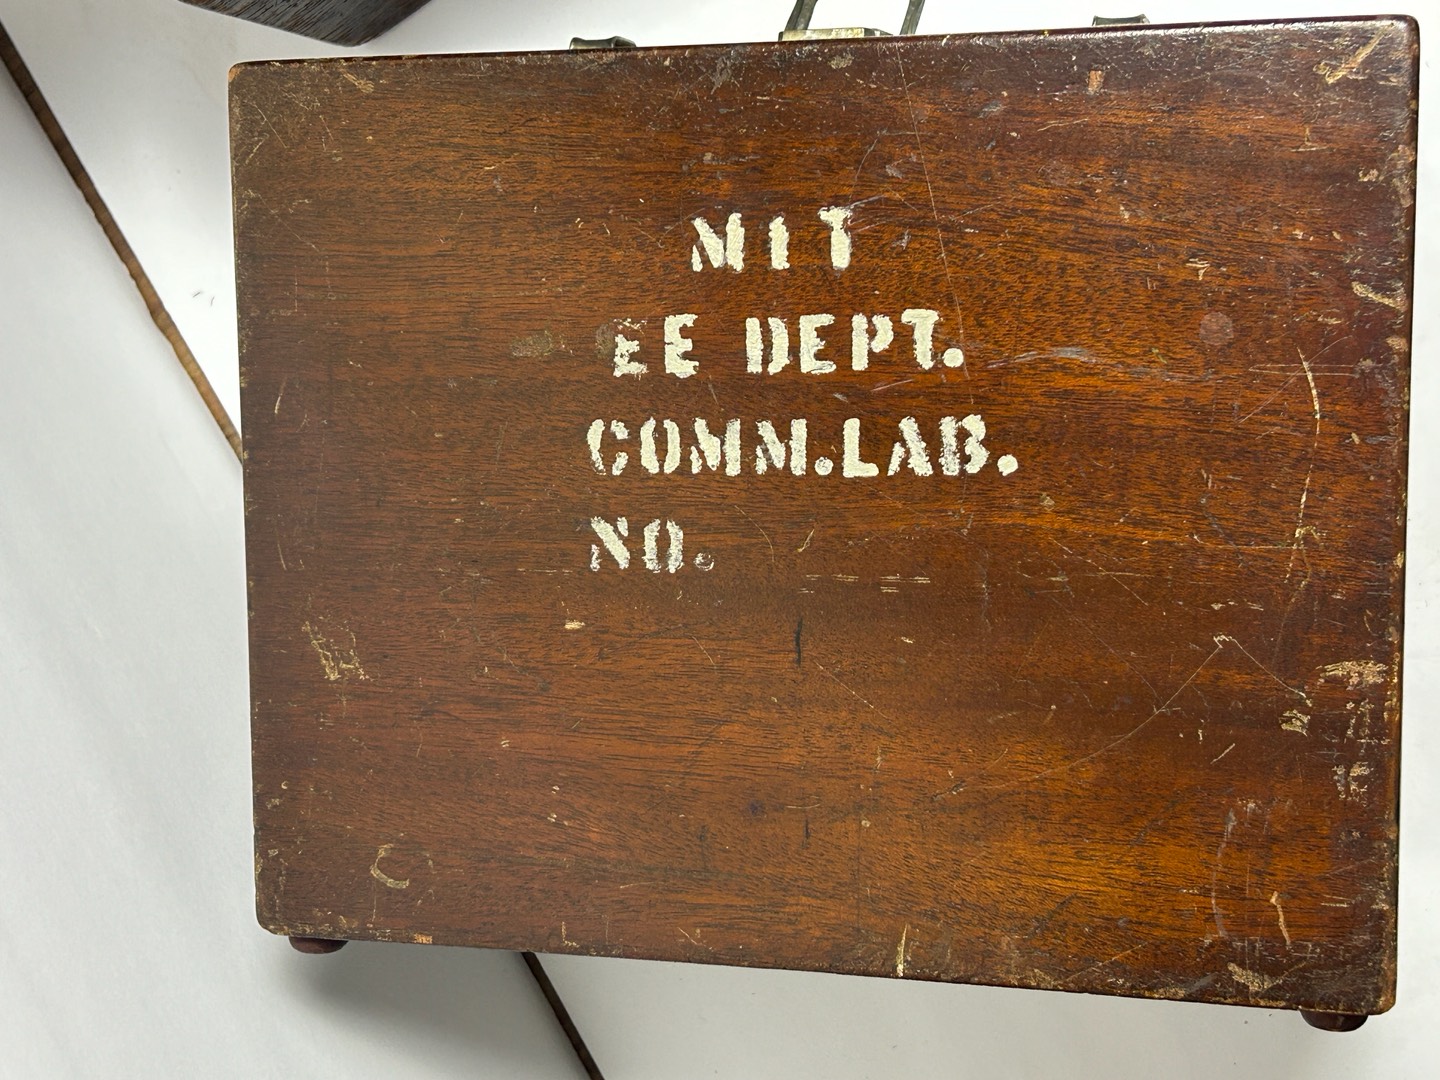 MIT
EE DEPT.
COMM.LAB.
NO.